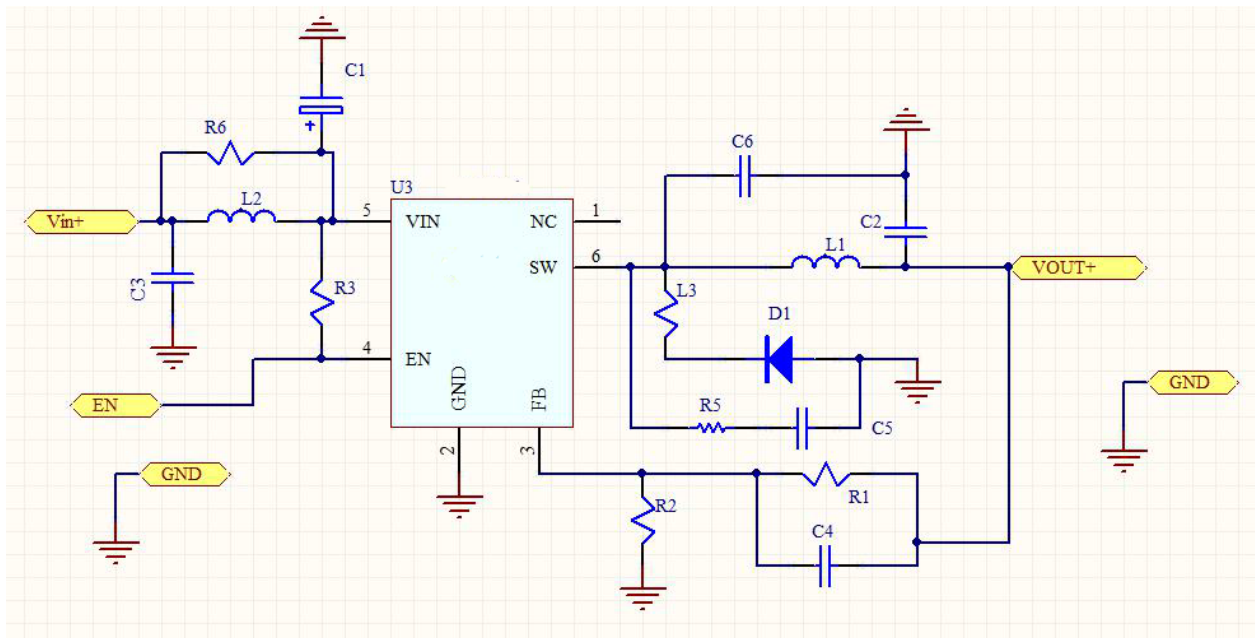 C1
R6
C6
U3
L2
Vin+
5
VIN
NC
1
C2
L1
SW
6
VOUT+
C3
R3
L3
D1
4
EN
GND
FB
GND
EN
R5
C5
2
3
GND
R1
R2
C4